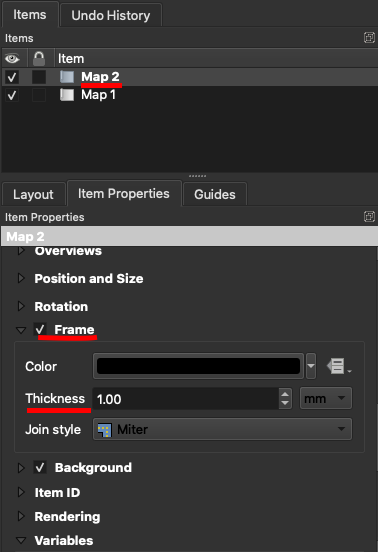 Items
Undo History
Items
Item
Map 2
Map 1
Layout
Item Properties
Guides
Item Properties
Map 2
Overviews
Position and Size
Rotation
Frame
Color
Thickness 1.00 mm
Join style Miter
Background
Item ID
Rendering
Variables